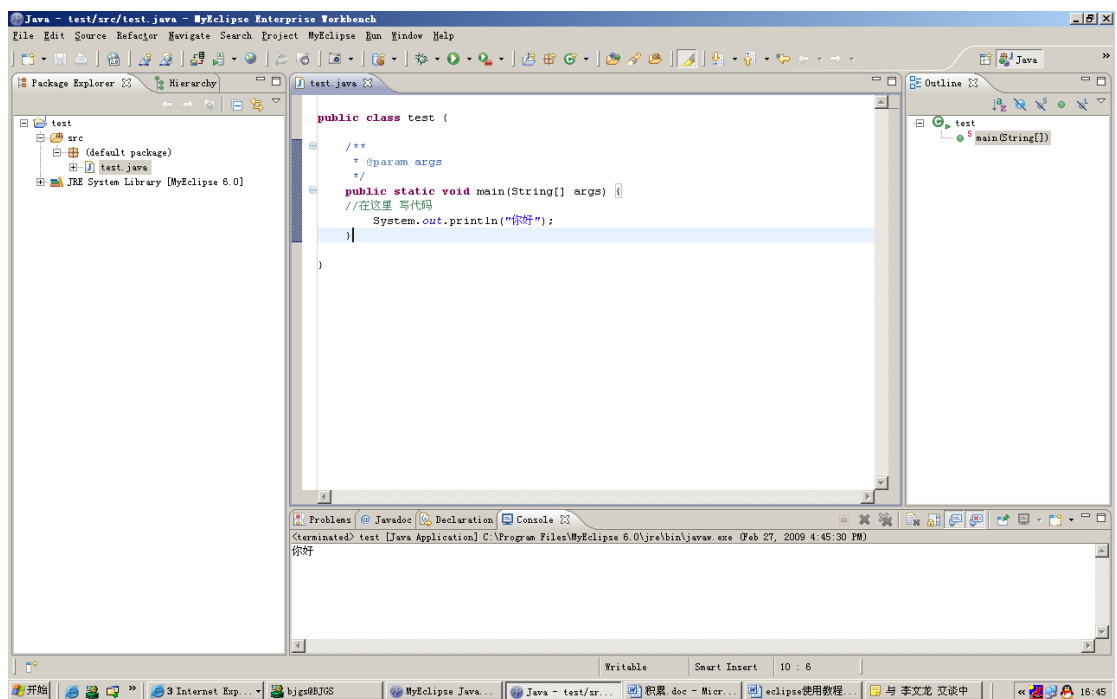 Java - test/src/test.java - MyEclipse Enterprise Workbench
File Edit Source Refactor Navigate Search Project MyEclipse Run Window Help
Java
Package Explorer Hierarchy
test
src
(default package)
test.java
JRE System Library [MyEclipse 6.0]
test.java
public class test {
/**
* @param args
*/
public static void main(String[] args) {
//在这里 写代码
System.out.println("你好");
}
}
Outline
test
main(String[])
Problems @ Javadoc Declaration Console
<terminated> test [Java Application] C:\Program Files\MyEclipse 6.0\jre\bin\javaw.exe (Feb 27, 2009 4:45:30 PM)
你好
Writable Smart Insert 10 : 6
开始 3 Internet Exp... bjgs@BJGS MyEclipse Java... Java - test/sr... 积累.doc - Micr... eclipse使用教程... 与 李文龙 交谈中 16:45